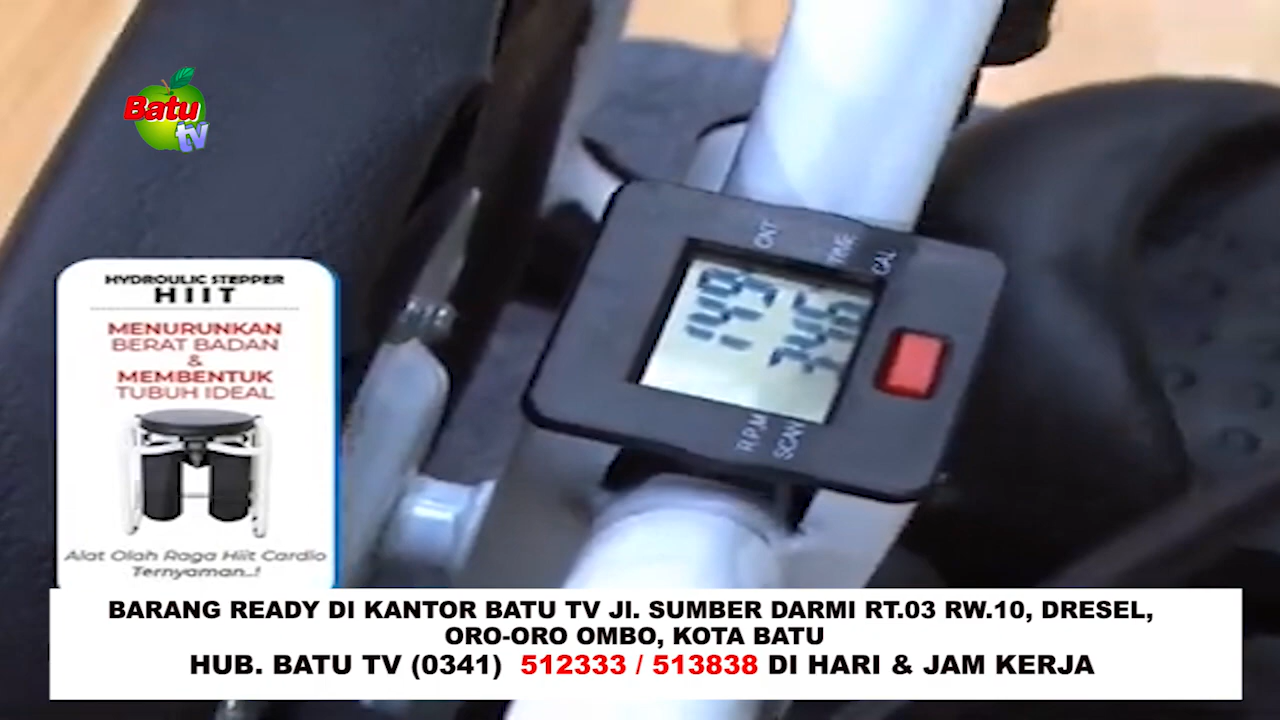 Batu
tv
HYDROULIC STEPPER
HIIT
MENURUNKAN
BERAT BADAN
&
MEMBENTUK
TUBUH IDEAL
Alat Olah Raga Hiit Cardio
Ternyaman..!
CNT
TIME
CAL
R.P.M
SCAN
BARANG READY DI KANTOR BATU TV Jl. SUMBER DARMI RT.03 RW.10, DRESEL,
ORO-ORO OMBO, KOTA BATU
HUB. BATU TV (0341) 512333 / 513838 DI HARI & JAM KERJA